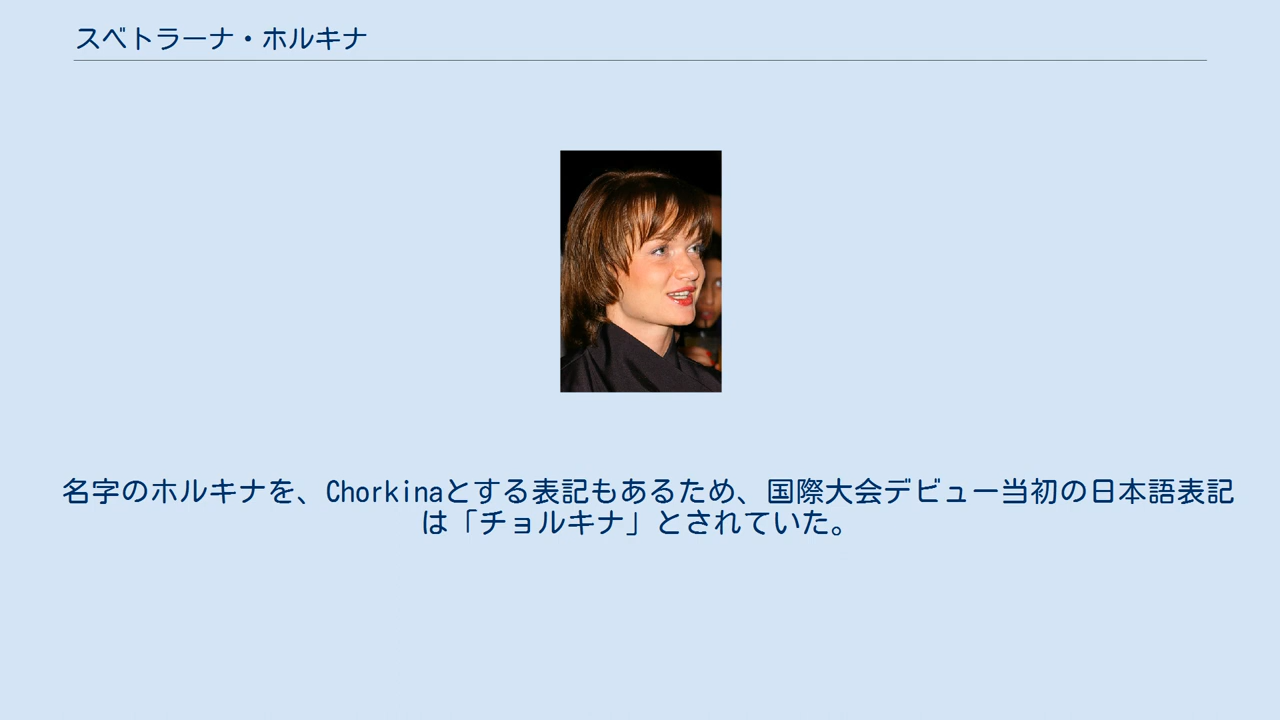 スベトラーナ・ホルキナ
名字のホルキナを、Chorkinaとする表記もあるため、国際大会デビュー当初の日本語表記
は「チョルキナ」とされていた。